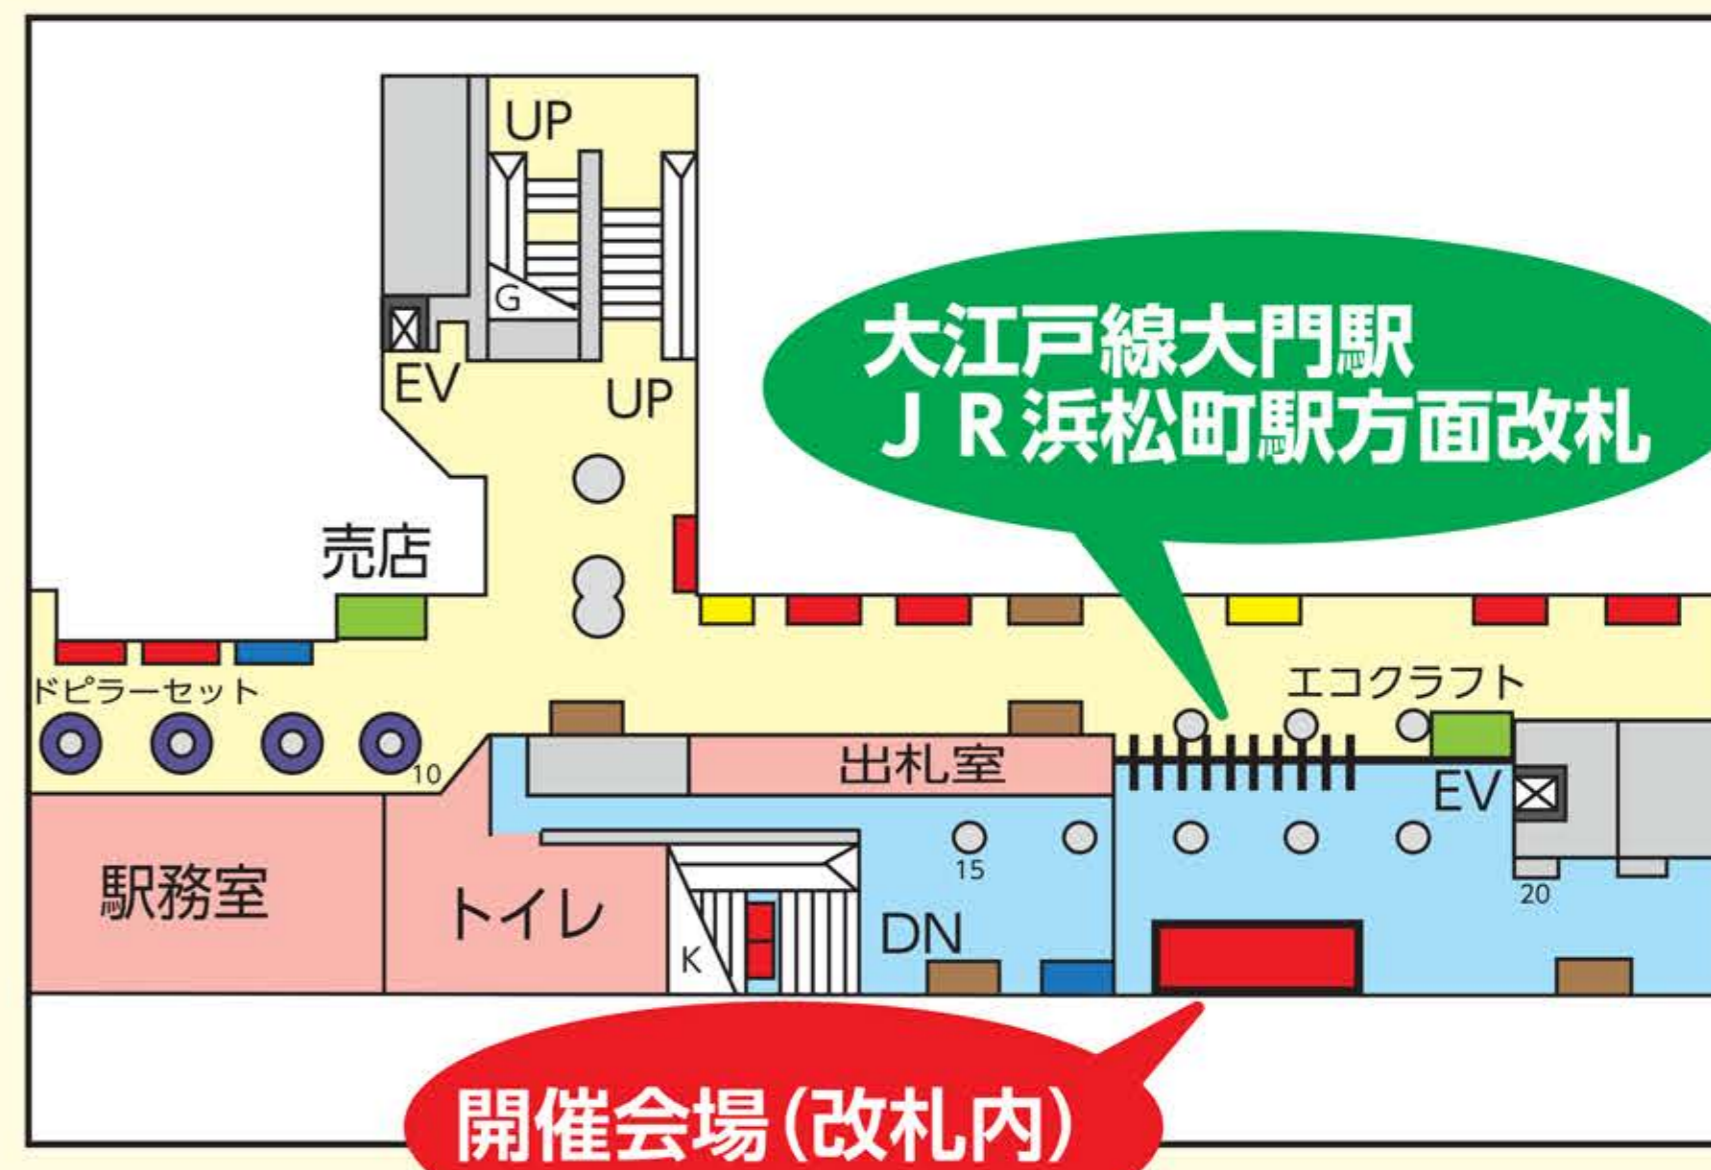 UP
G
EV
UP
大江戸線大門駅
ＪＲ浜松町駅方面改札
売店
ドピラーセット
エコクラフト
10
出札室
EV
15
20
駅務室
トイレ
K
DN
開催会場（改札内）